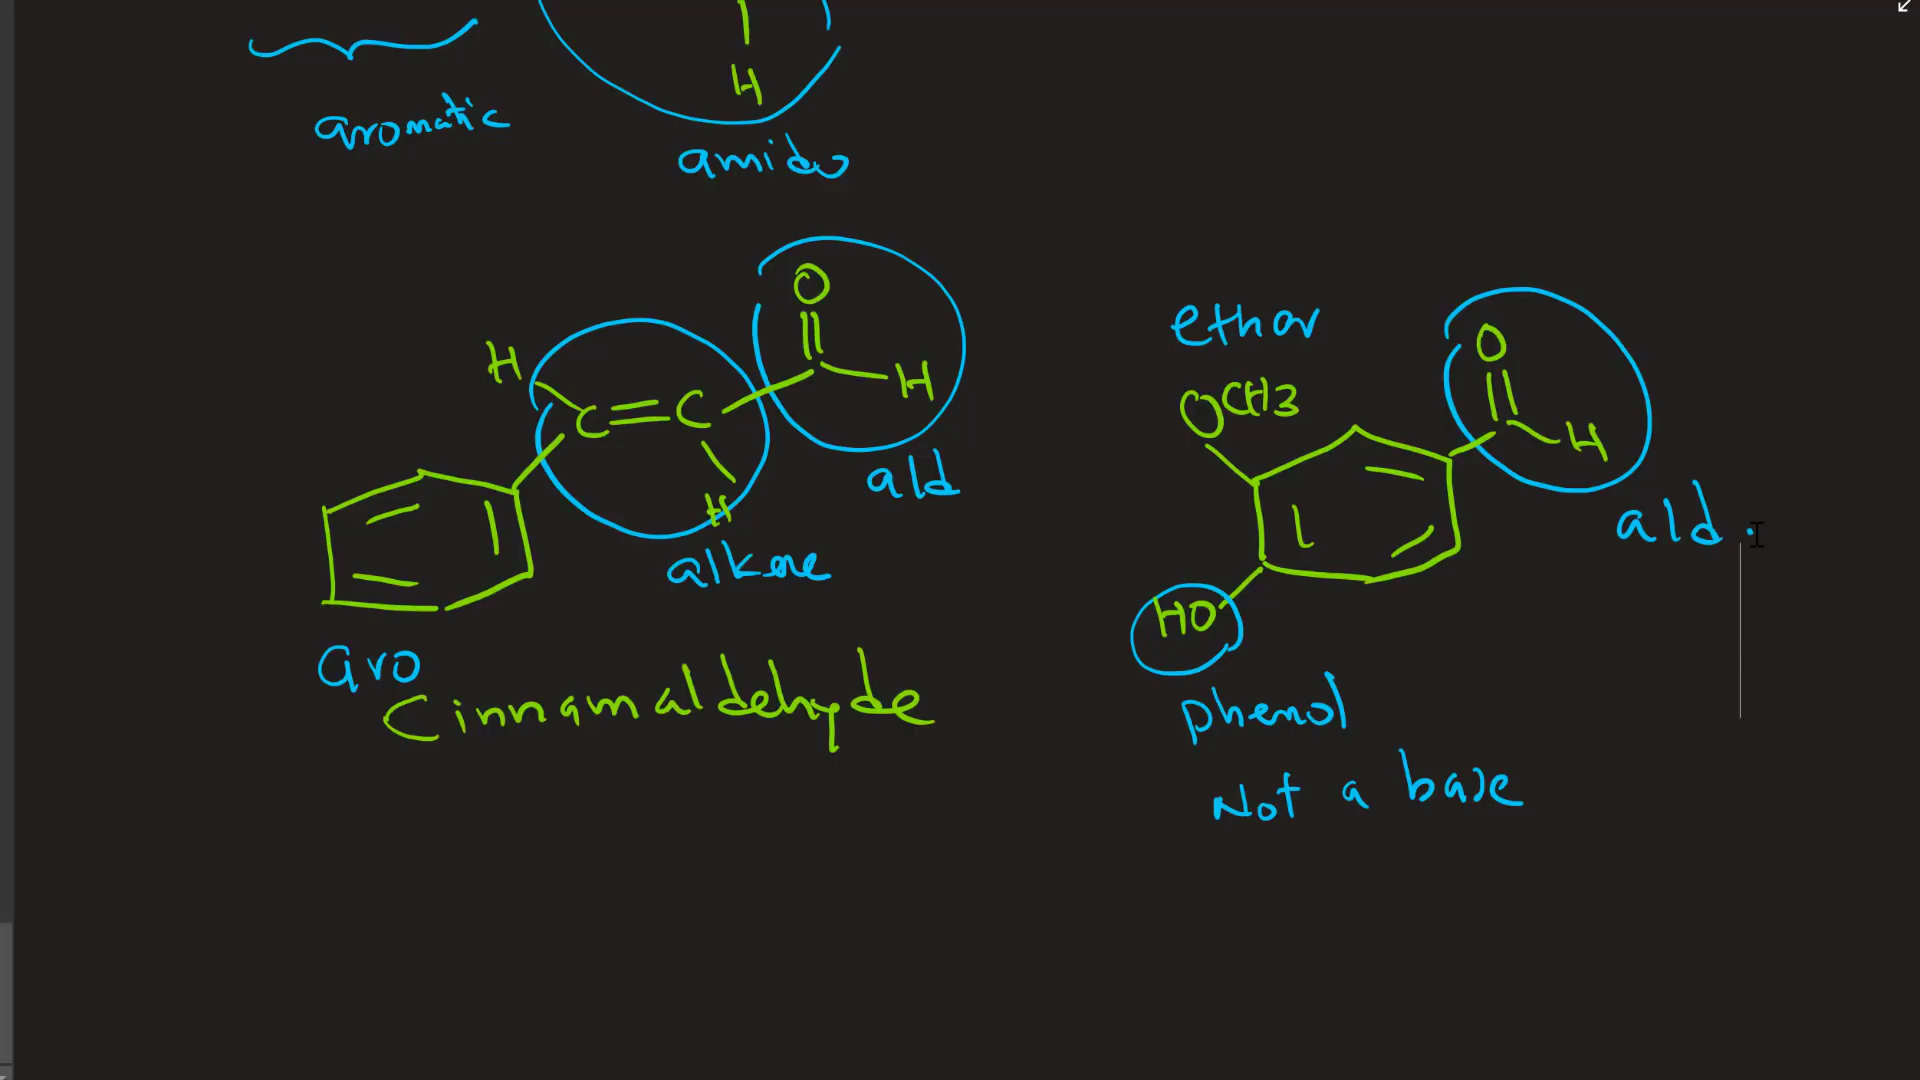 H
aromatic
amide
O
H
H
C=C
H
ald
alkene
aro
Cinnamaldehyde
ether
OCH3
O
H
ald.
HO
phenol
Not a base